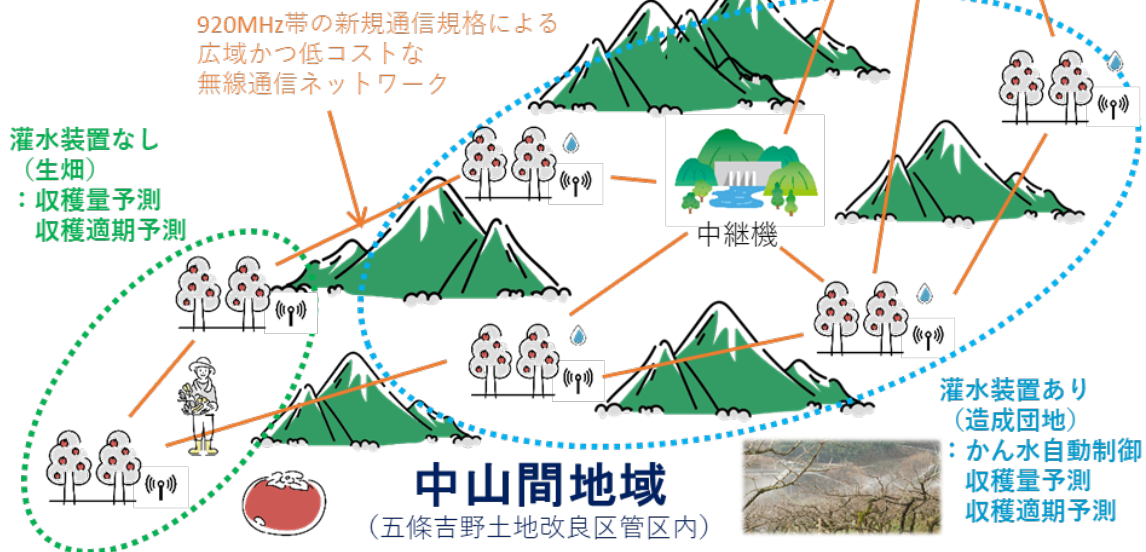 920MHz帯の新規通信規格による
広域かつ低コストな
無線通信ネットワーク
灌水装置なし
（生畑）
：収穫量予測
収穫適期予測
中継機
灌水装置あり
（造成団地）
：かん水自動制御
収穫量予測
収穫適期予測
中山間地域
（五條吉野土地改良区管区内）